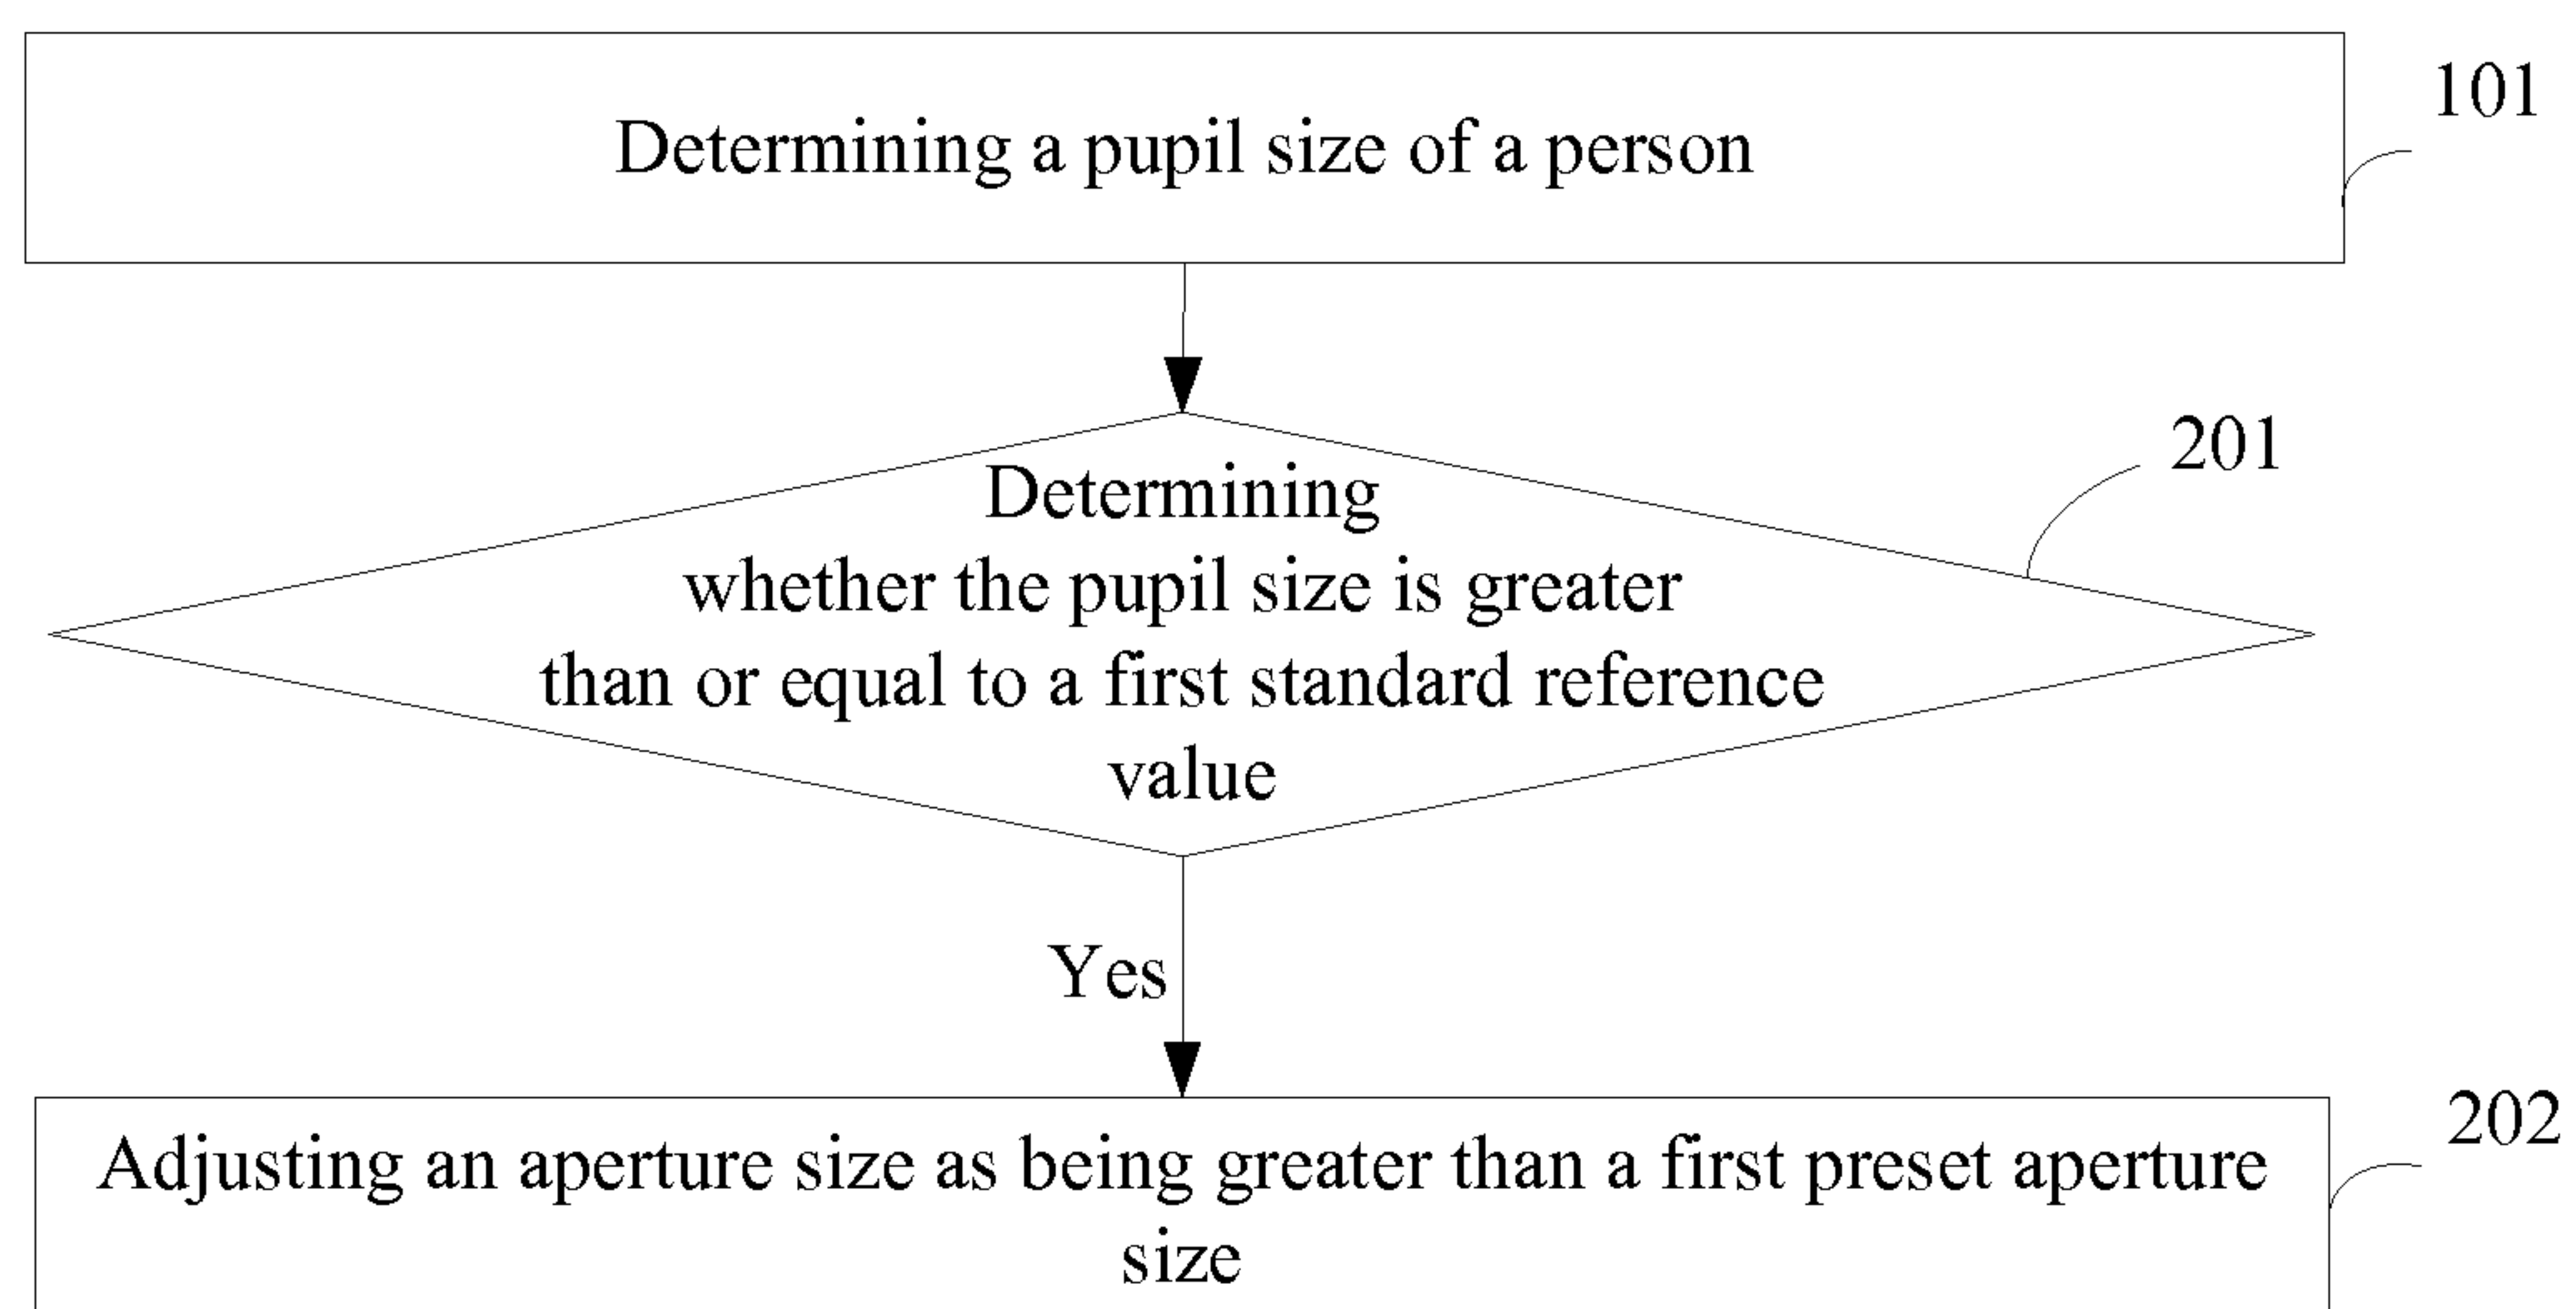 101
Determining a pupil size of a person
201
Determining
whether the pupil size is greater
than or equal to a first standard reference
value
Yes
202
Adjusting an aperture size as being greater than a first preset aperture
size